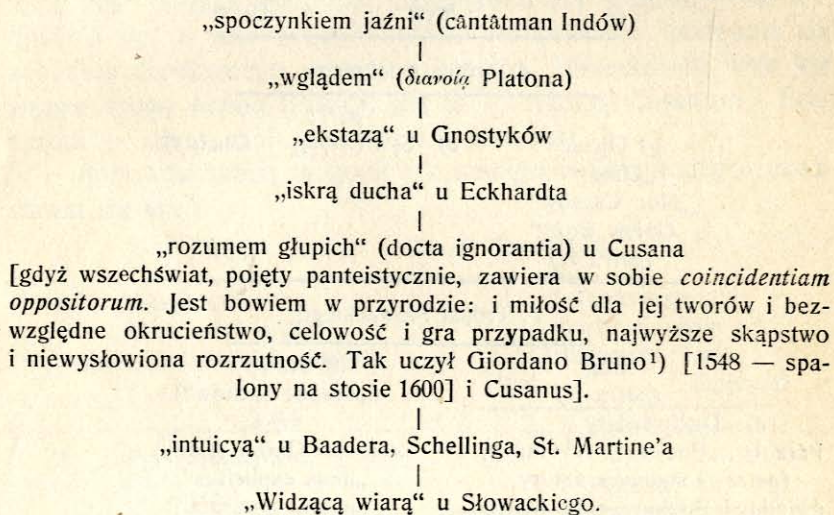 „spoczynkiem jaźni“ (cântâtman Indów)
„wglądem“ (διανοίᾳ Platona)
„ekstazą“ u Gnostyków
„iskrą ducha“ u Eckhardta
„rozumem głupich“ (docta ignorantia) u Cusana
[gdyż wszechświat, pojęty panteistycznie, zawiera w sobie coincidentiam
oppositorum. Jest bowiem w przyrodzie: i miłość dla jej tworów i bez-
względne okrucieństwo, celowość i gra przypadku, najwyższe skąpstwo
i niewysłowiona rozrzutność. Tak uczył Giordano Bruno¹) [1548 — spa-
lony na stosie 1600] i Cusanus].
„intuicyą“ u Baadera, Schellinga, St. Martine'a
„Widzącą wiarą“ u Słowackiego.